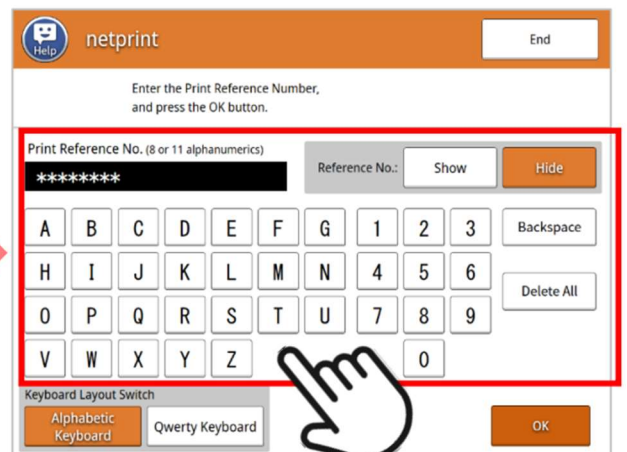 Help
netprint
End
Enter the Print Reference Number,
and press the OK button.
Print Reference No. (8 or 11 alphanumerics)
********
Reference No.:
Show
Hide
A B C D E F G 1 2 3
Backspace
H I J K L M N 4 5 6
Delete All
O P Q R S T U 7 8 9
V W X Y Z 0
Keyboard Layout Switch
Alphabetic
Keyboard
Qwerty Keyboard
OK